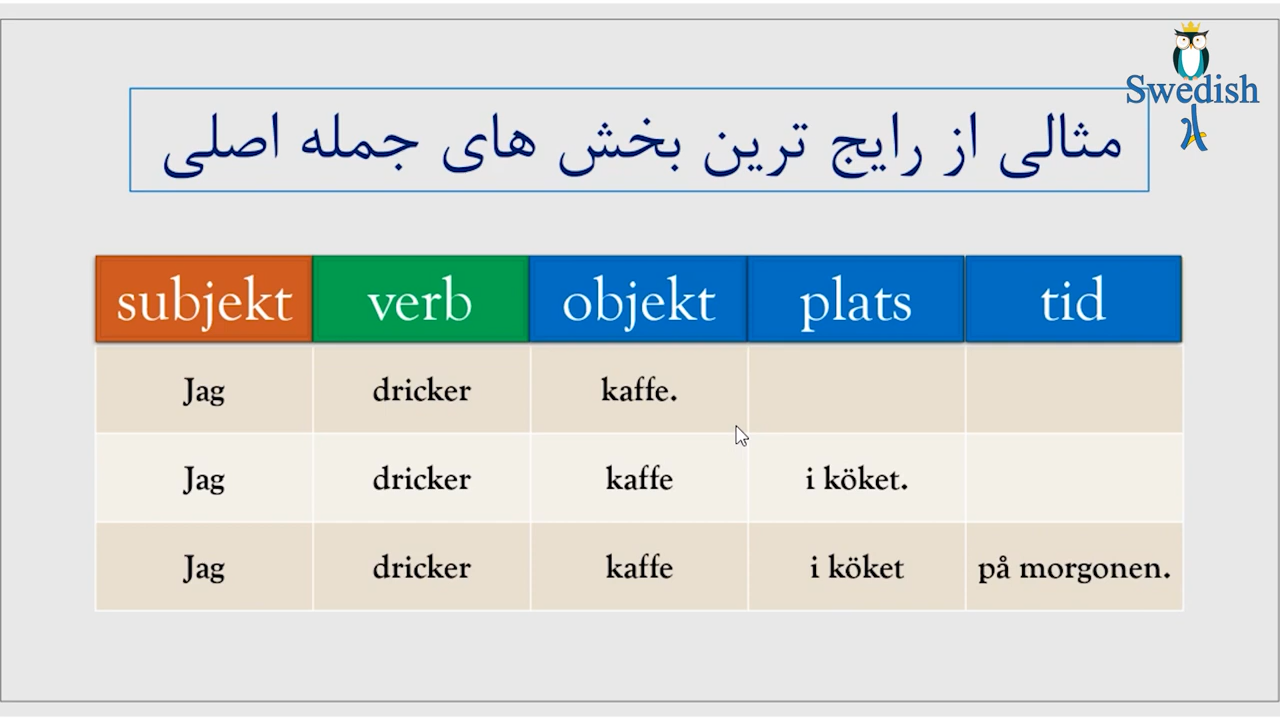 Swedish
مثالی از رایج ترین بخش های جمله اصلی
subjekt verb objekt plats tid
Jag dricker kaffe.
Jag dricker kaffe i köket.
Jag dricker kaffe i köket på morgonen.